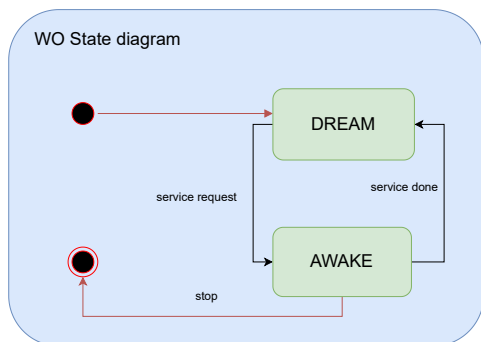 WO State diagram
DREAM
service request
service done
AWAKE
stop